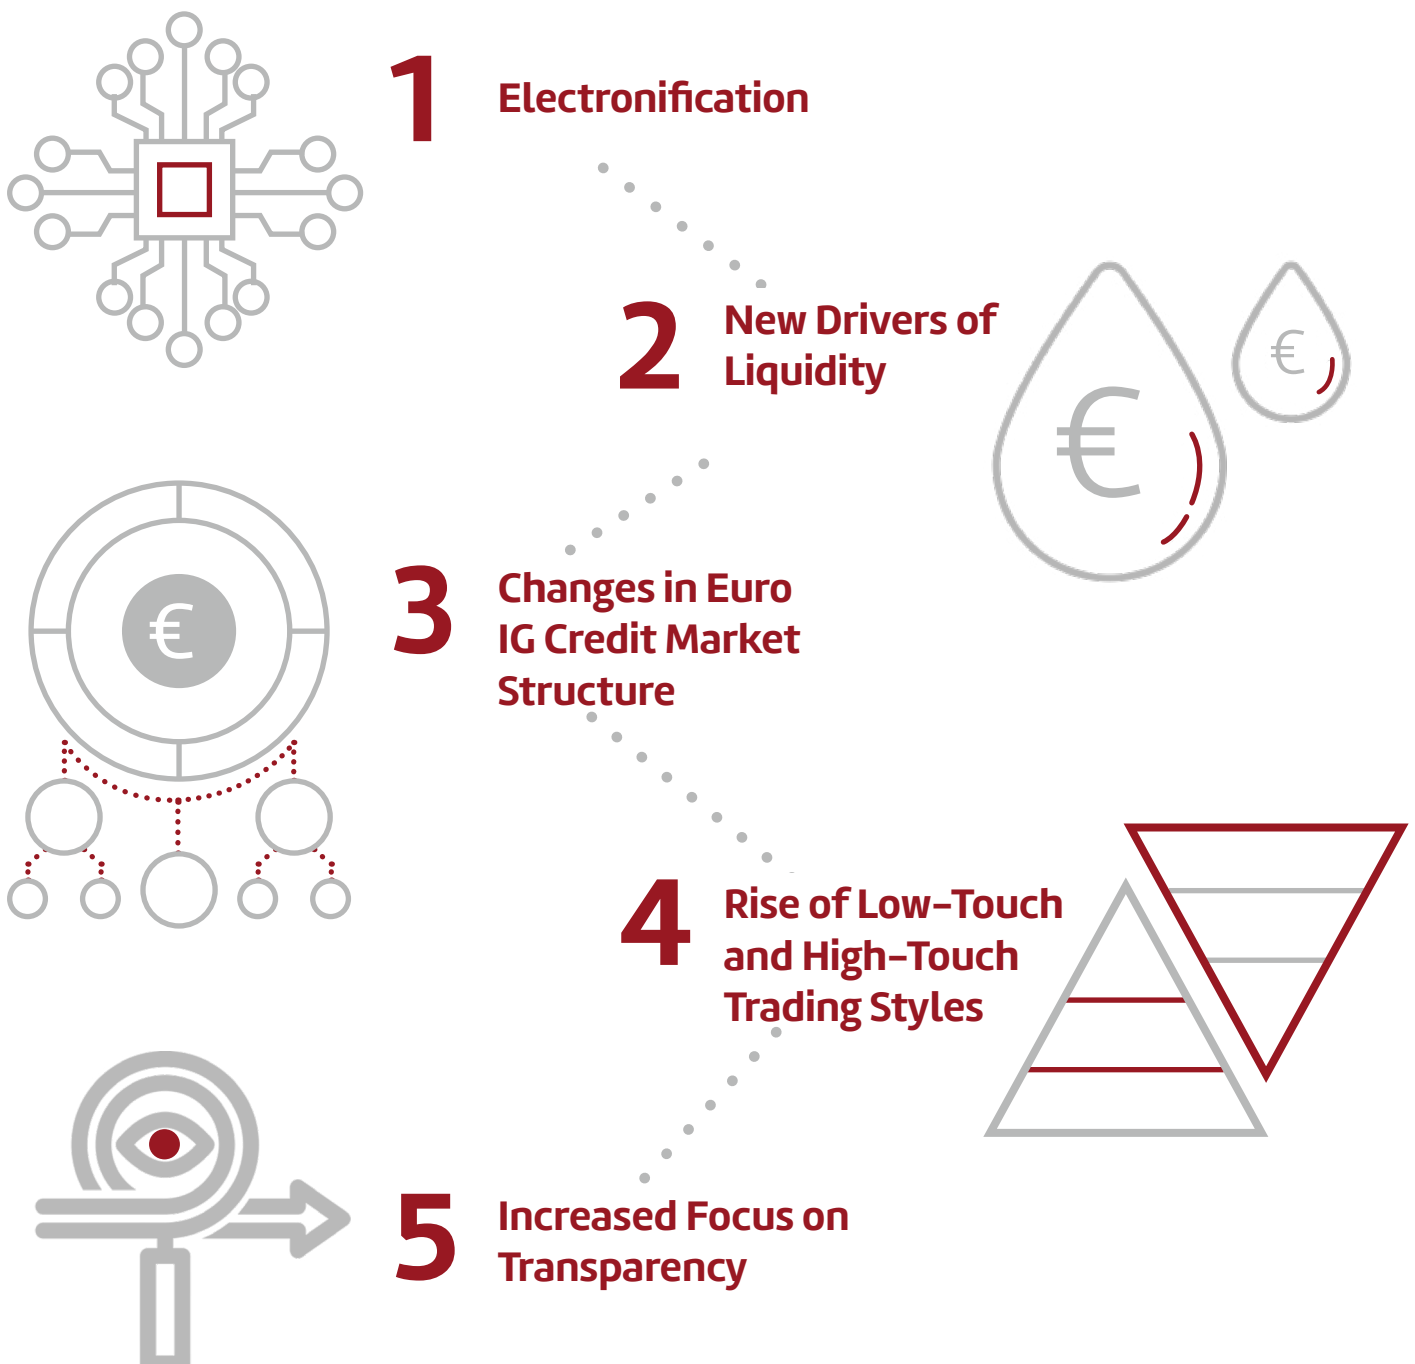 1
Electronification
2
New Drivers of
Liquidity
€
€
3
Changes in Euro
IG Credit Market
Structure
€
4
Rise of Low-Touch
and High-Touch
Trading Styles
5
Increased Focus on
Transparency